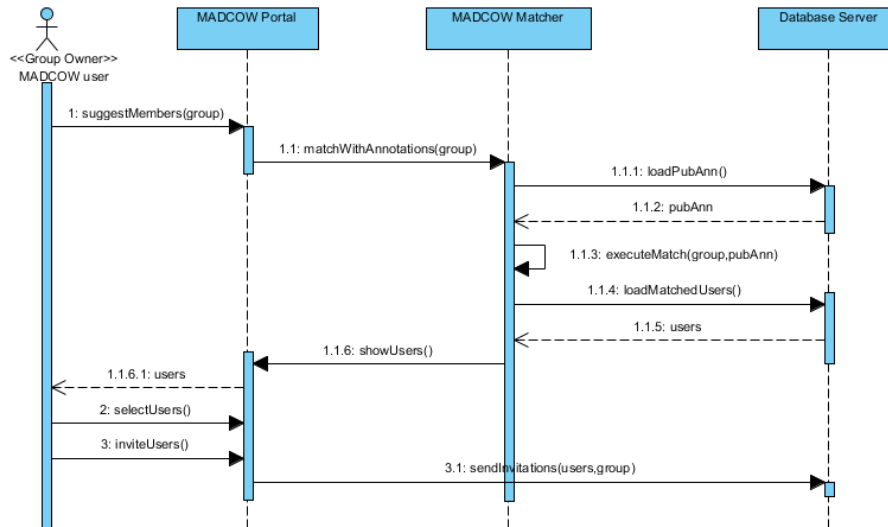 MADCOW Portal
MADCOW Matcher
Database Server
<<Group Owner>>
MADCOW user
1: suggestMembers(group)
1.1: matchWithAnnotations(group)
1.1.1: loadPubAnn()
1.1.2: pubAnn
1.1.3: executeMatch(group,pubAnn)
1.1.4: loadMatchedUsers()
1.1.5: users
1.1.6: showUsers()
1.1.6.1: users
2: selectUsers()
3: inviteUsers()
3.1: sendInvitations(users,group)